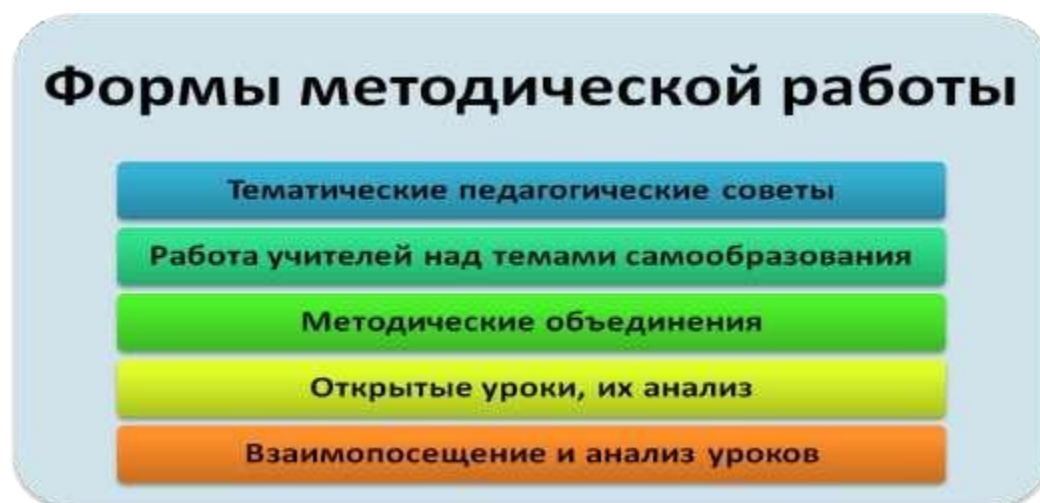 Формы методической работы
Тематические педагогические советы
Работа учителей над темами самообразования
Методические объединения
Открытые уроки, их анализ
Взаимопосещение и анализ уроков